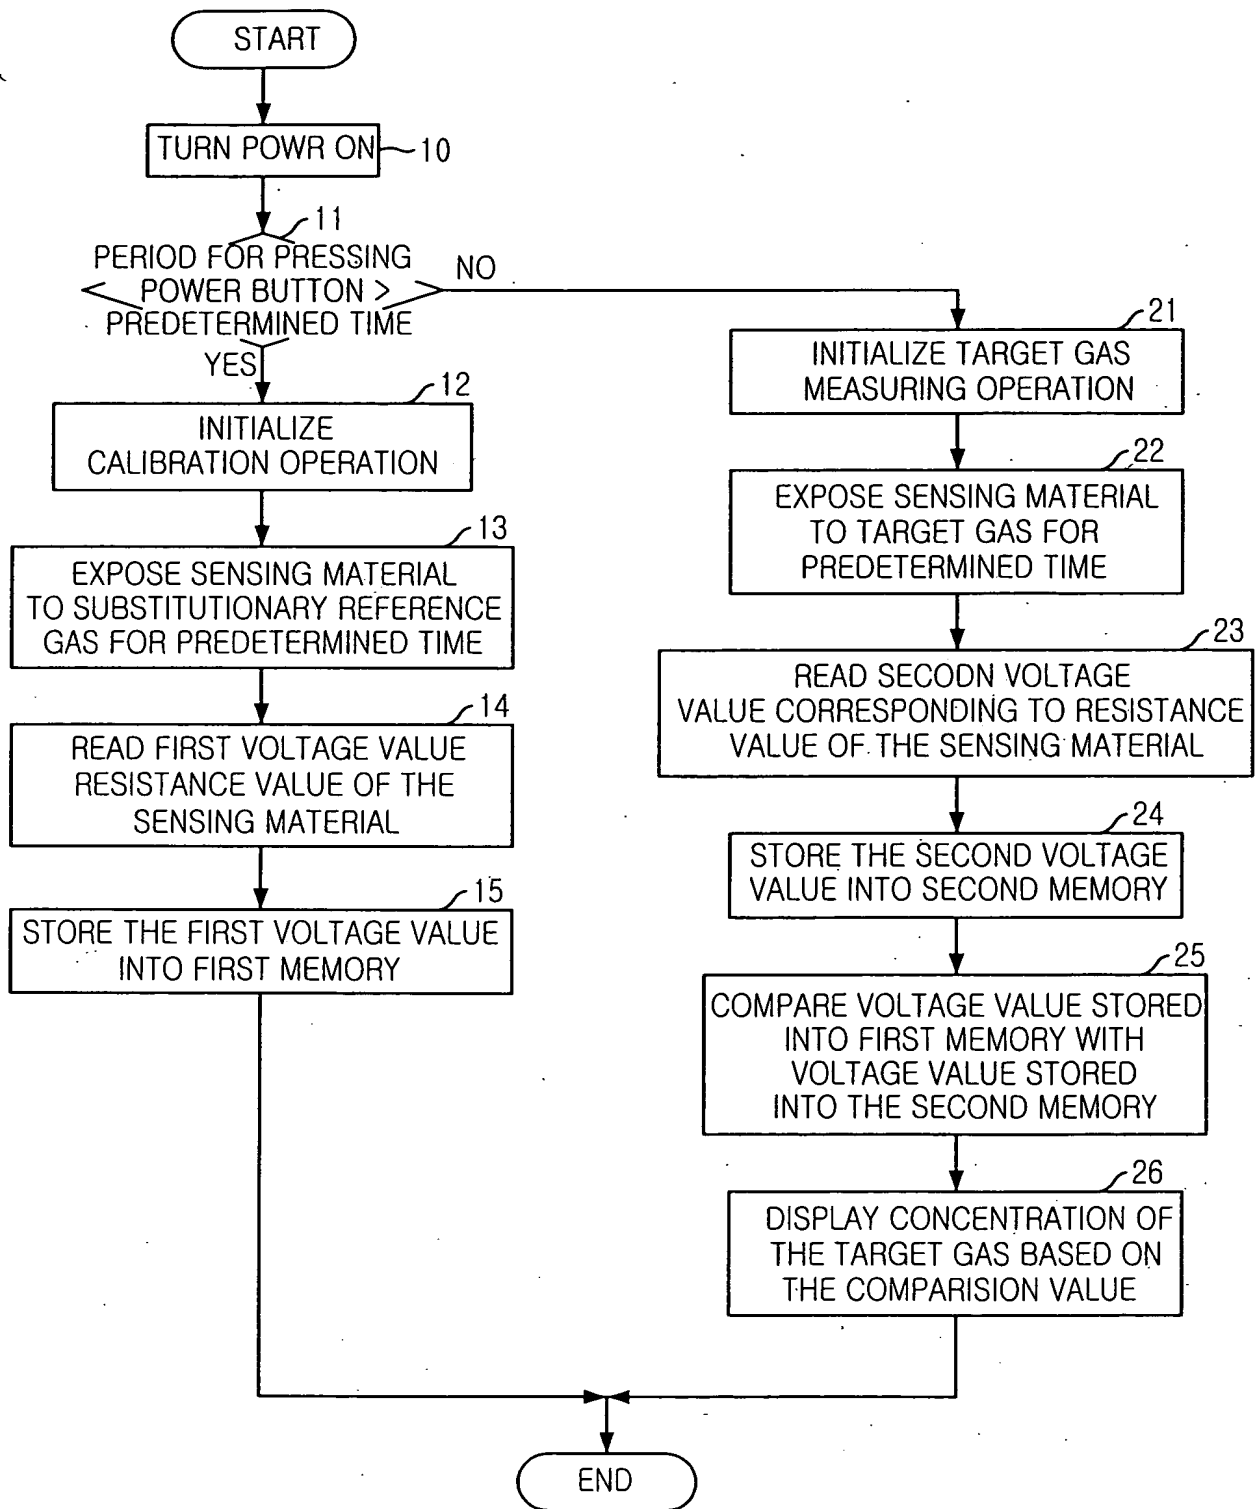 START
TURN POWR ON
10
11
PERIOD FOR PRESSING
POWER BUTTON >
PREDETERMINED TIME
NO
YES
12
INITIALIZE
CALIBRATION OPERATION
13
EXPOSE SENSING MATERIAL
TO SUBSTITUTIONARY REFERENCE
GAS FOR PREDETERMINED TIME
14
READ FIRST VOLTAGE VALUE
RESISTANCE VALUE OF THE
SENSING MATERIAL
15
STORE THE FIRST VOLTAGE VALUE
INTO FIRST MEMORY
21
INITIALIZE TARGET GAS
MEASURING OPERATION
22
EXPOSE SENSING MATERIAL
TO TARGET GAS FOR
PREDETERMINED TIME
23
READ SECODN VOLTAGE
VALUE CORRESPONDING TO RESISTANCE
VALUE OF THE SENSING MATERIAL
24
STORE THE SECOND VOLTAGE
VALUE INTO SECOND MEMORY
25
COMPARE VOLTAGE VALUE STORED
INTO FIRST MEMORY WITH
VOLTAGE VALUE STORED
INTO THE SECOND MEMORY
26
DISPLAY CONCENTRATION OF
THE TARGET GAS BASED ON
THE COMPARISION VALUE
END